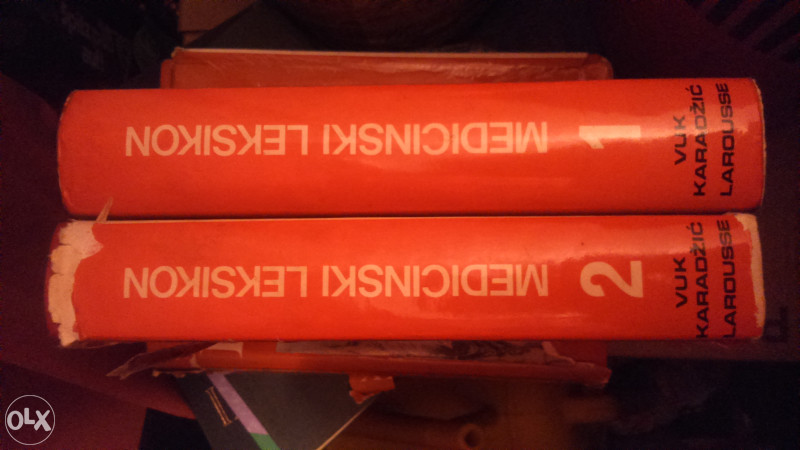 MEDICINSKI LEKSIKON
1
VUK
KARADŽIĆ
LAROUSSE
MEDICINSKI LEKSIKON
2
VUK
KARADŽIĆ
LAROUSSE
OLX